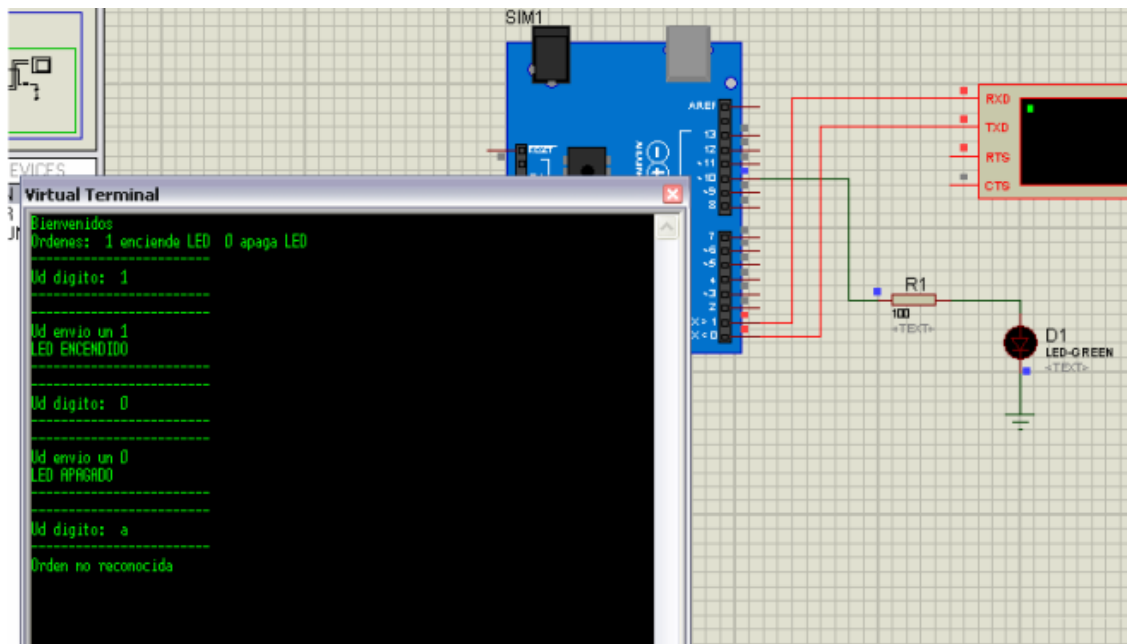 SIM1
AREF
13
12
~11
~10
~9
8
7
~6
~5
4
~3
2
X> 1
X< 0
RESET
RXD
TXD
RTS
CTS
R1
100
<TEXT>
D1
LED-GREEN
<TEXT>
EVICES
Virtual Terminal
Bienvenidos
Ordenes: 1 enciende LED 0 apaga LED
-------------------------
Ud digito: 1
-------------------------
-------------------------
Ud envio un 1
LED ENCENDIDO
-------------------------
-------------------------
Ud digito: 0
-------------------------
-------------------------
Ud envio un 0
LED APAGADO
-------------------------
-------------------------
Ud digito: a
-------------------------
Orden no reconocida